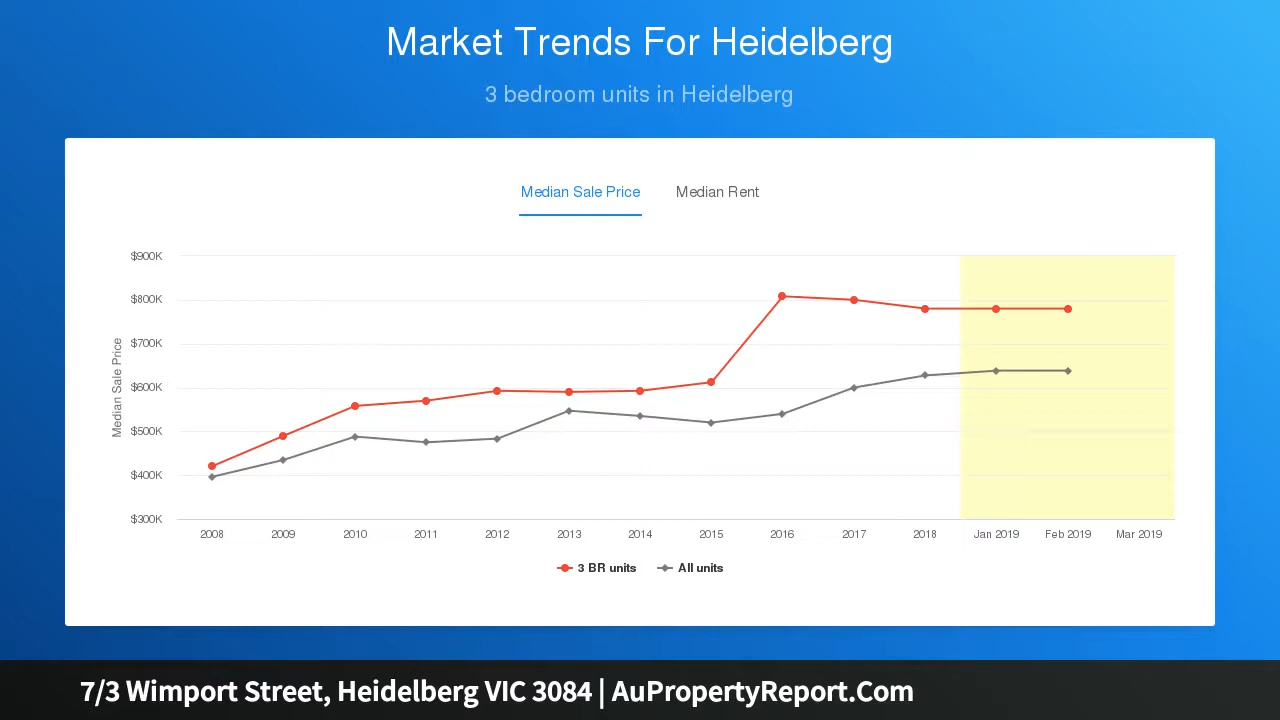 Market Trends For Heidelberg
3 bedroom units in Heidelberg
Median Sale Price Median Rent
Median Sale Price
$900K
$800K
$700K
$600K
$500K
$400K
$300K
2008 2009 2010 2011 2012 2013 2014 2015 2016 2017 2018 Jan 2019 Feb 2019 Mar 2019
3 BR units All units
7/3 Wimport Street, Heidelberg VIC 3084 | AuPropertyReport.Com